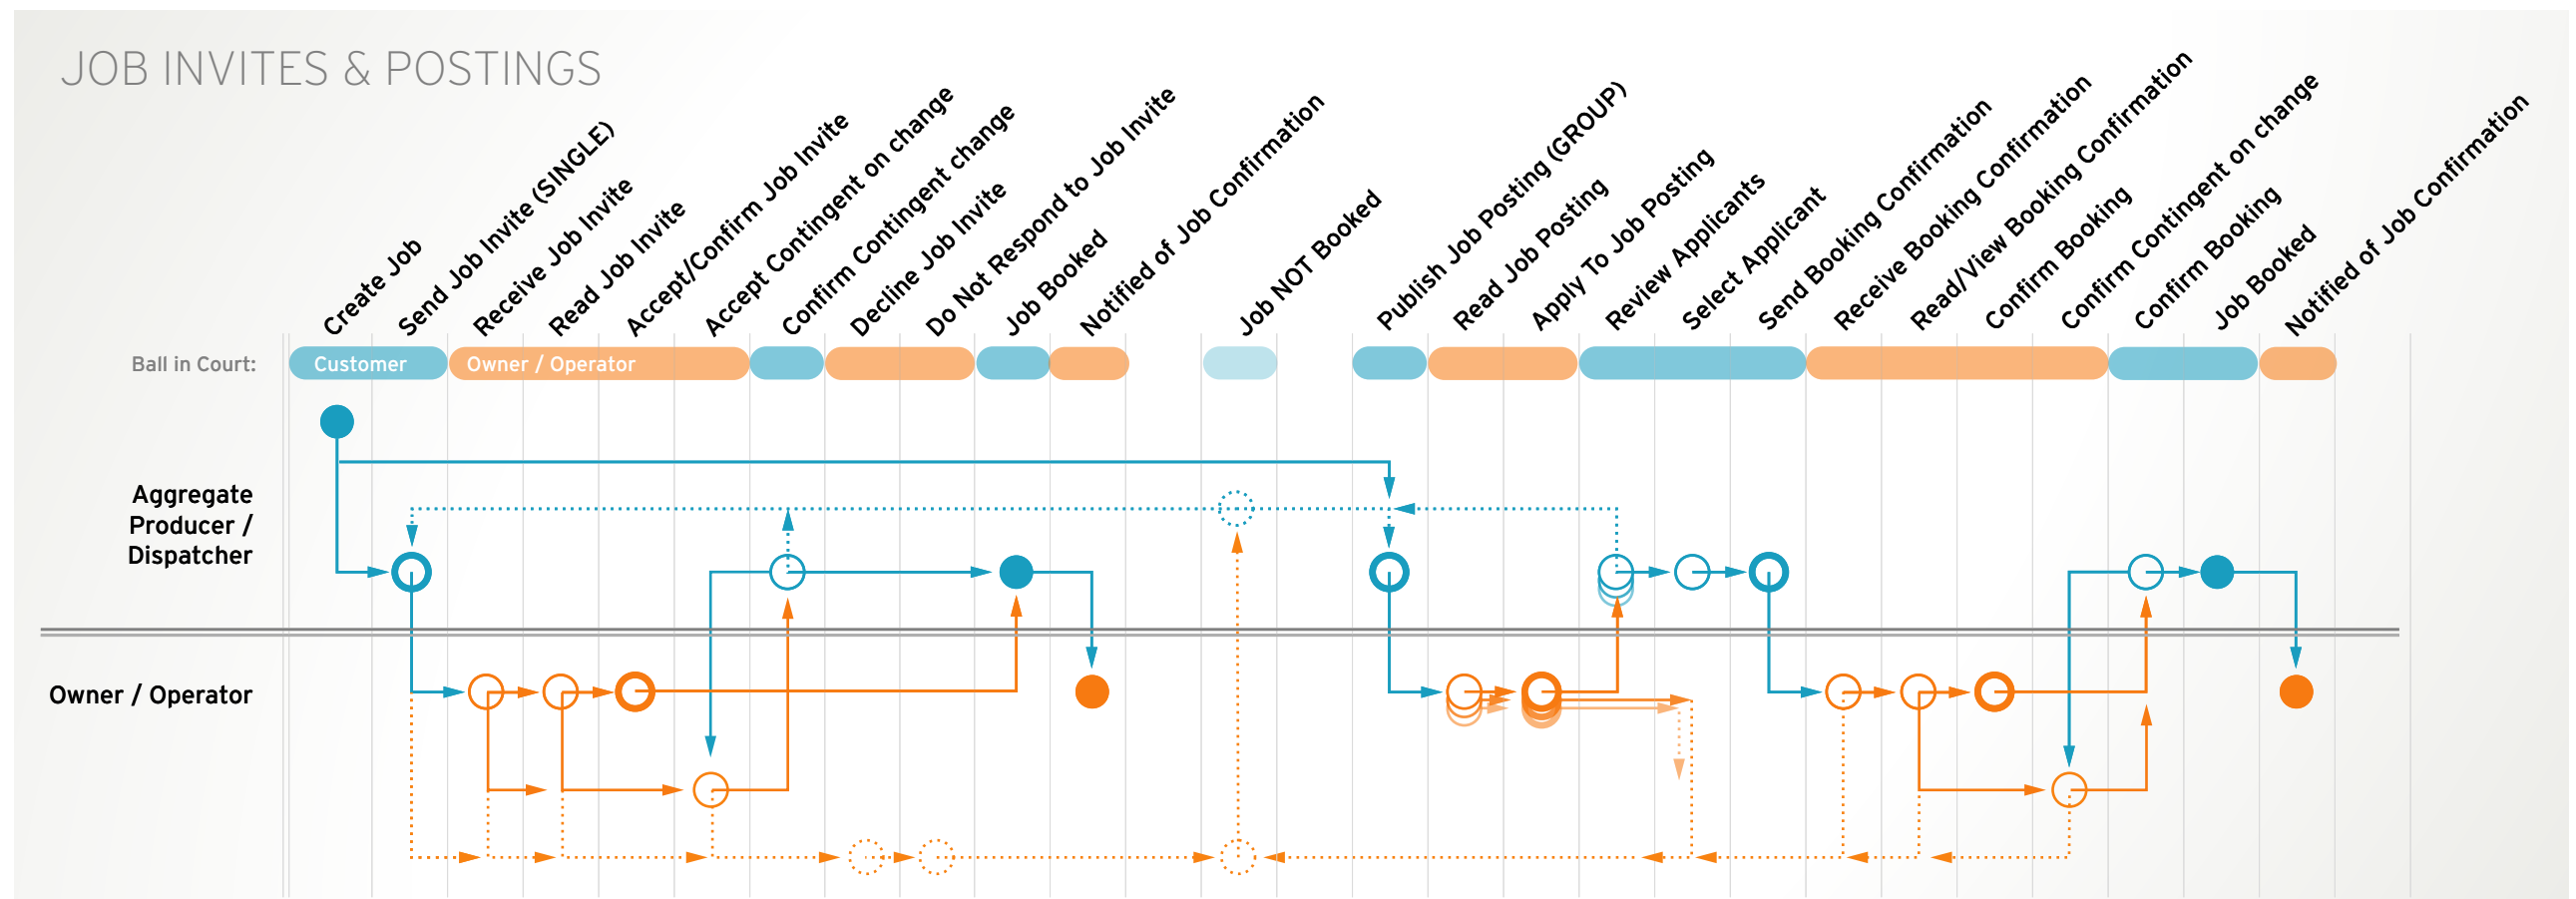 JOB INVITES & POSTINGS
Create Job
Send Job Invite (SINGLE)
Receive Job Invite
Read Job Invite
Accept/Confirm Job Invite
Accept Contingent on change
Confirm Contingent change
Decline Job Invite
Do Not Respond to Job Invite
Job Booked
Notified of Job Confirmation
Job NOT Booked
Publish Job Posting (GROUP)
Read Job Posting
Apply To Job Posting
Review Applicants
Select Applicant
Send Booking Confirmation
Receive Booking Confirmation
Read/View Booking Confirmation
Confirm Booking
Confirm Contingent on change
Confirm Booking
Job Booked
Notified of Job Confirmation
Ball in Court:
Customer
Owner / Operator
Aggregate
Producer /
Dispatcher
Owner / Operator